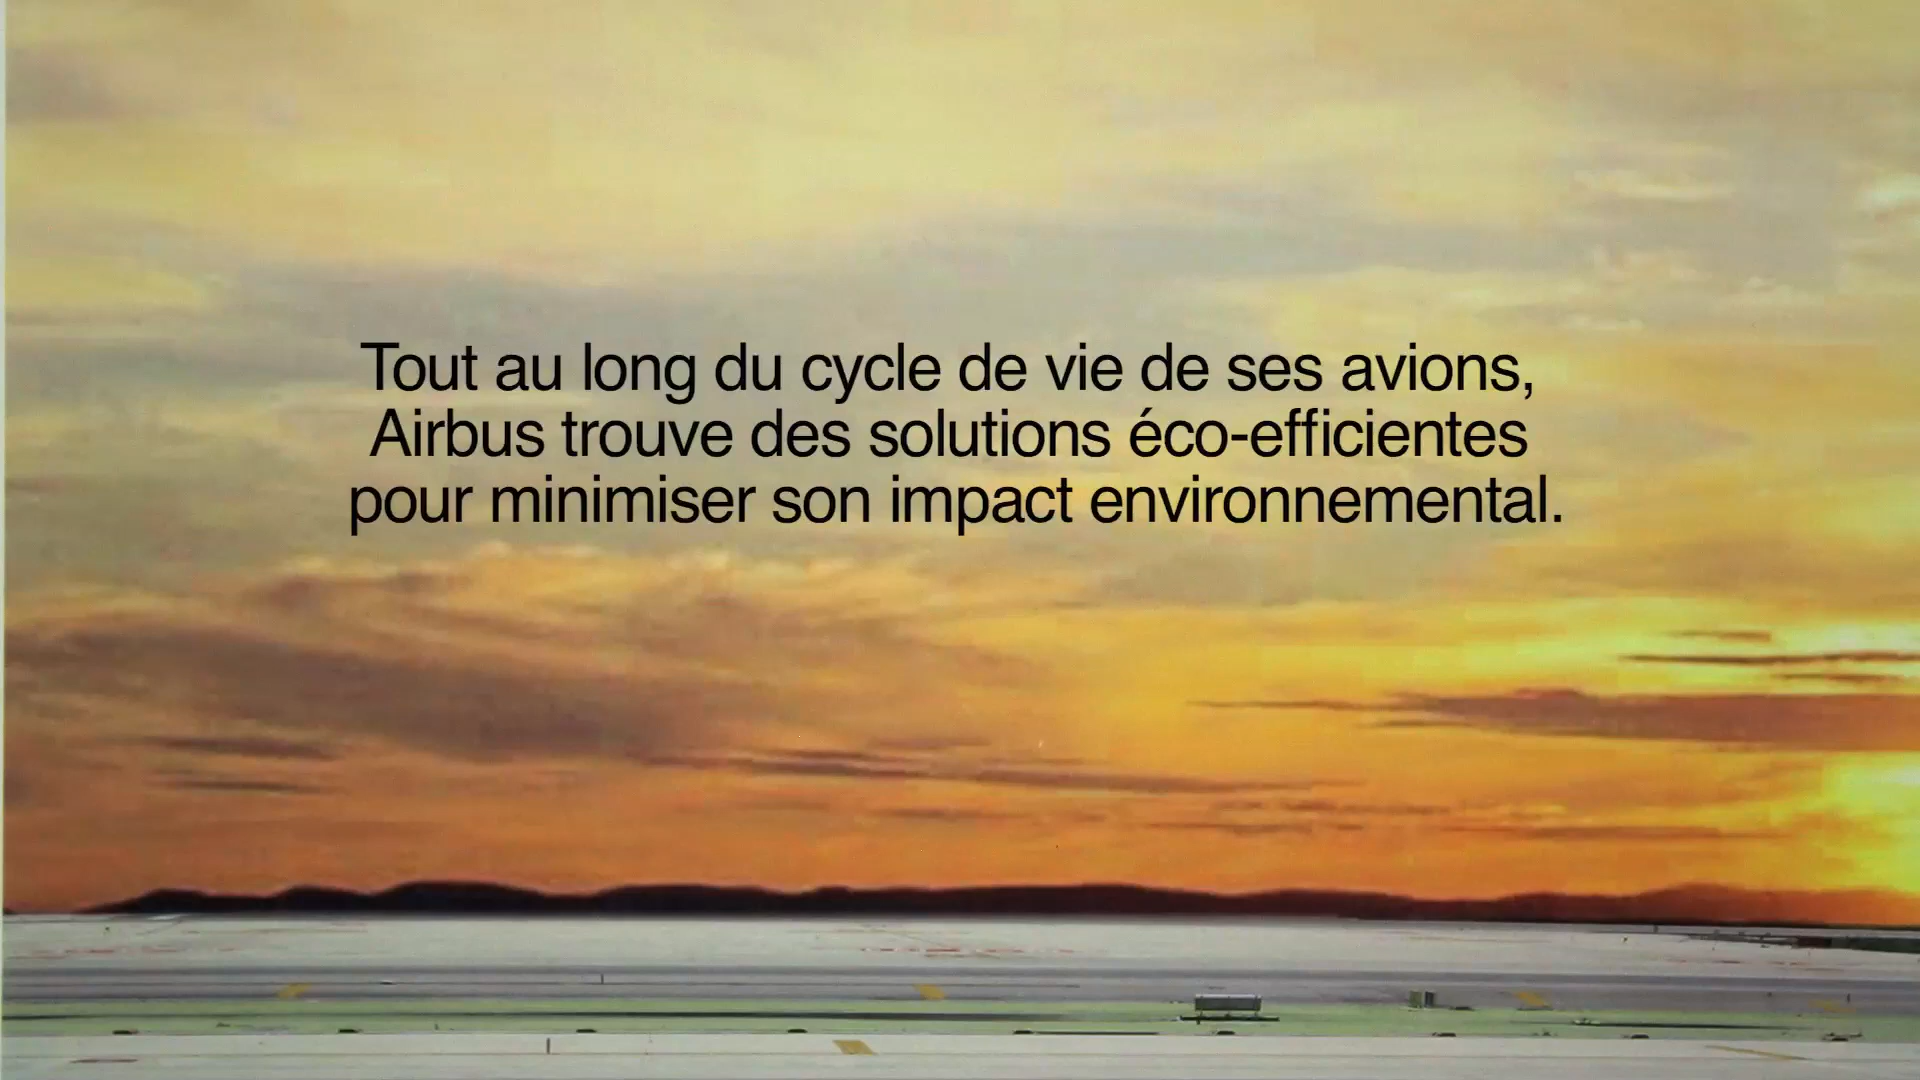 Tout au long du cycle de vie de ses avions,
Airbus trouve des solutions éco-efficientes
pour minimiser son impact environnemental.